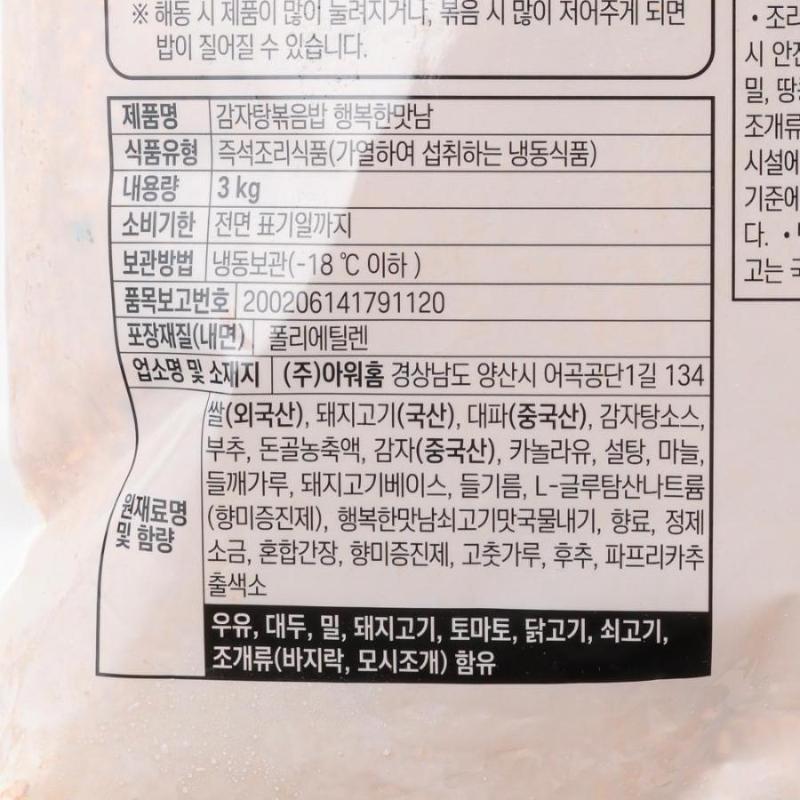 ※ 해동 시 제품이 많이 눌려지거나, 볶음 시 많이 저어주게 되면
밥이 질어질 수 있습니다.
제품명 감자탕볶음밥 행복한맛남
식품유형 즉석조리식품(가열하여 섭취하는 냉동식품)
내용량 3 kg
소비기한 전면 표기일까지
보관방법 냉동보관(-18 ℃ 이하 )
품목보고번호 200206141791120
포장재질(내면) 폴리에틸렌
업소명 및 소재지 (주)아워홈 경상남도 양산시 어곡공단1길 134
원재료명
및 함량
쌀(외국산), 돼지고기(국산), 대파(중국산), 감자탕소스,
부추, 돈골농축액, 감자(중국산), 카놀라유, 설탕, 마늘,
들깨가루, 돼지고기베이스, 들기름, L-글루탐산나트륨
(향미증진제), 행복한맛남쇠고기맛국물내기, 향료, 정제
소금, 혼합간장, 향미증진제, 고춧가루, 후추, 파프리카추
출색소
우유, 대두, 밀, 돼지고기, 토마토, 닭고기, 쇠고기,
조개류(바지락, 모시조개) 함유
• 조리
시 안전
밀, 땅
조개류
시설에
기준에
다. •
고는